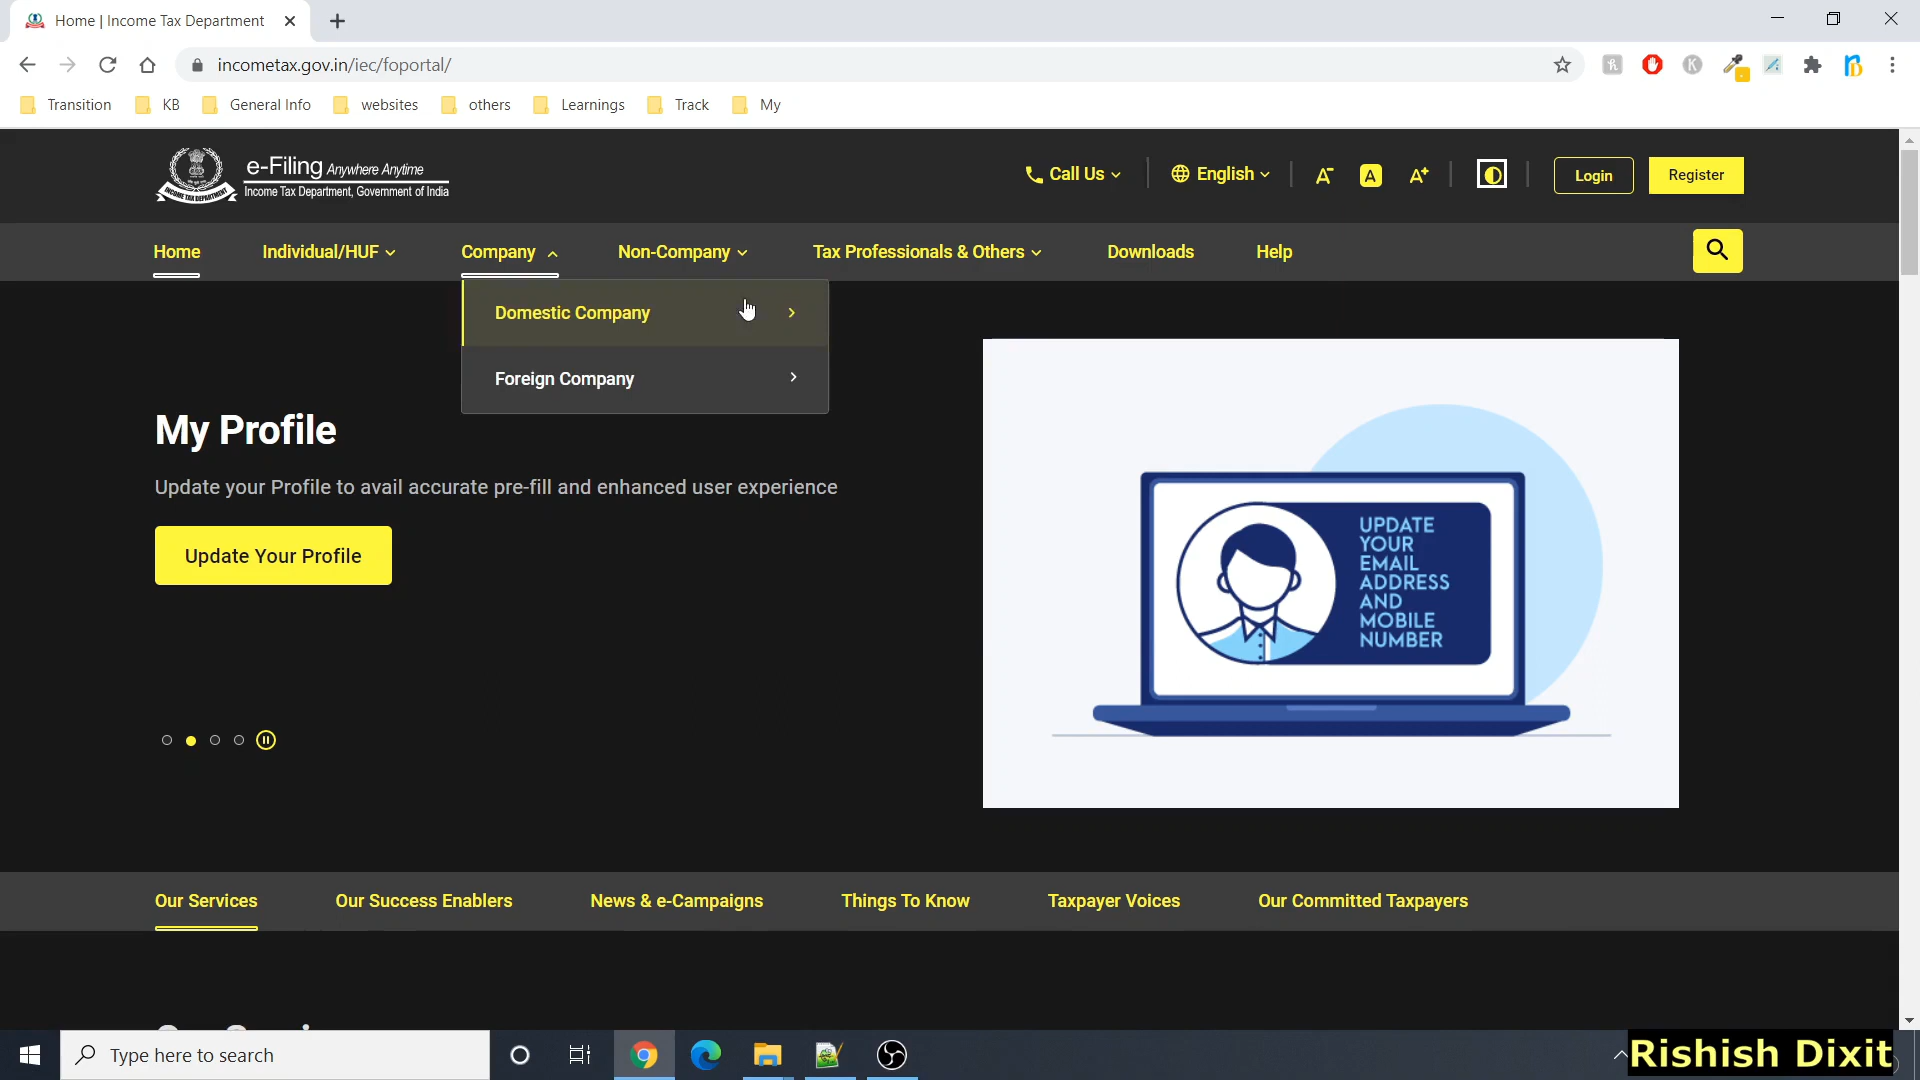 Home | Income Tax Department
incometax.gov.in/iec/foportal/
Transition KB General Info websites others Learnings Track My
e-Filing Anywhere Anytime
Income Tax Department, Government of India
INCOME TAX DEPARTMENT
Call Us English A- A A+ Login Register
Home Individual/HUF Company Non-Company Tax Professionals & Others Downloads Help
Domestic Company
Foreign Company
My Profile
Update your Profile to avail accurate pre-fill and enhanced user experience
Update Your Profile
UPDATE
YOUR
EMAIL
ADDRESS
AND
MOBILE
NUMBER
Our Services Our Success Enablers News & e-Campaigns Things To Know Taxpayer Voices Our Committed Taxpayers
Type here to search
Rishish Dixit